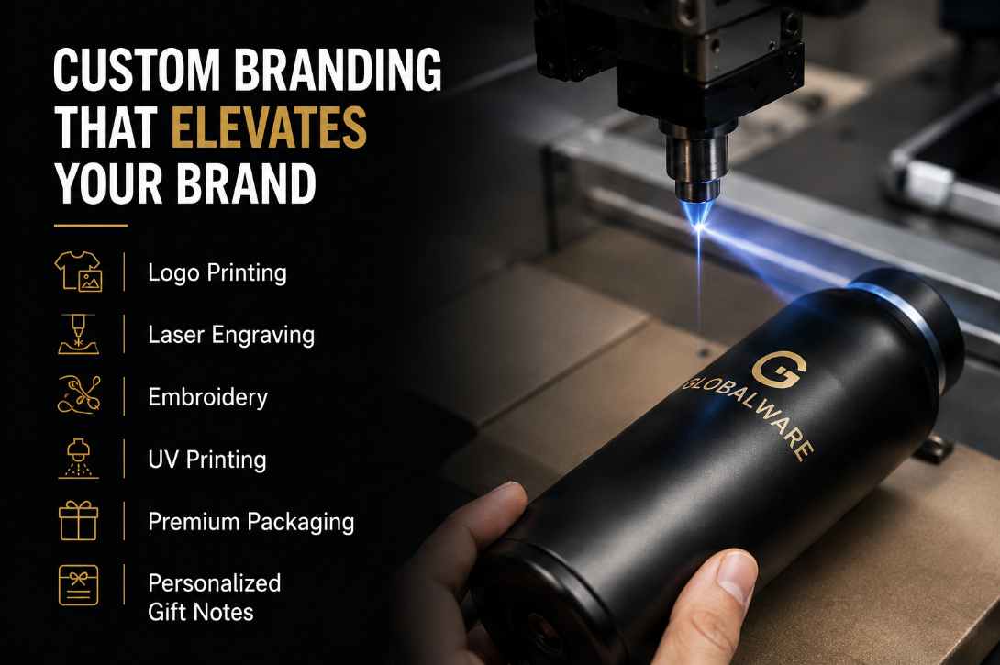 CUSTOM BRANDING
THAT ELEVATES
YOUR BRAND
Logo Printing
Laser Engraving
Embroidery
UV Printing
Premium Packaging
Personalized
Gift Notes
G
GLOBALWARE